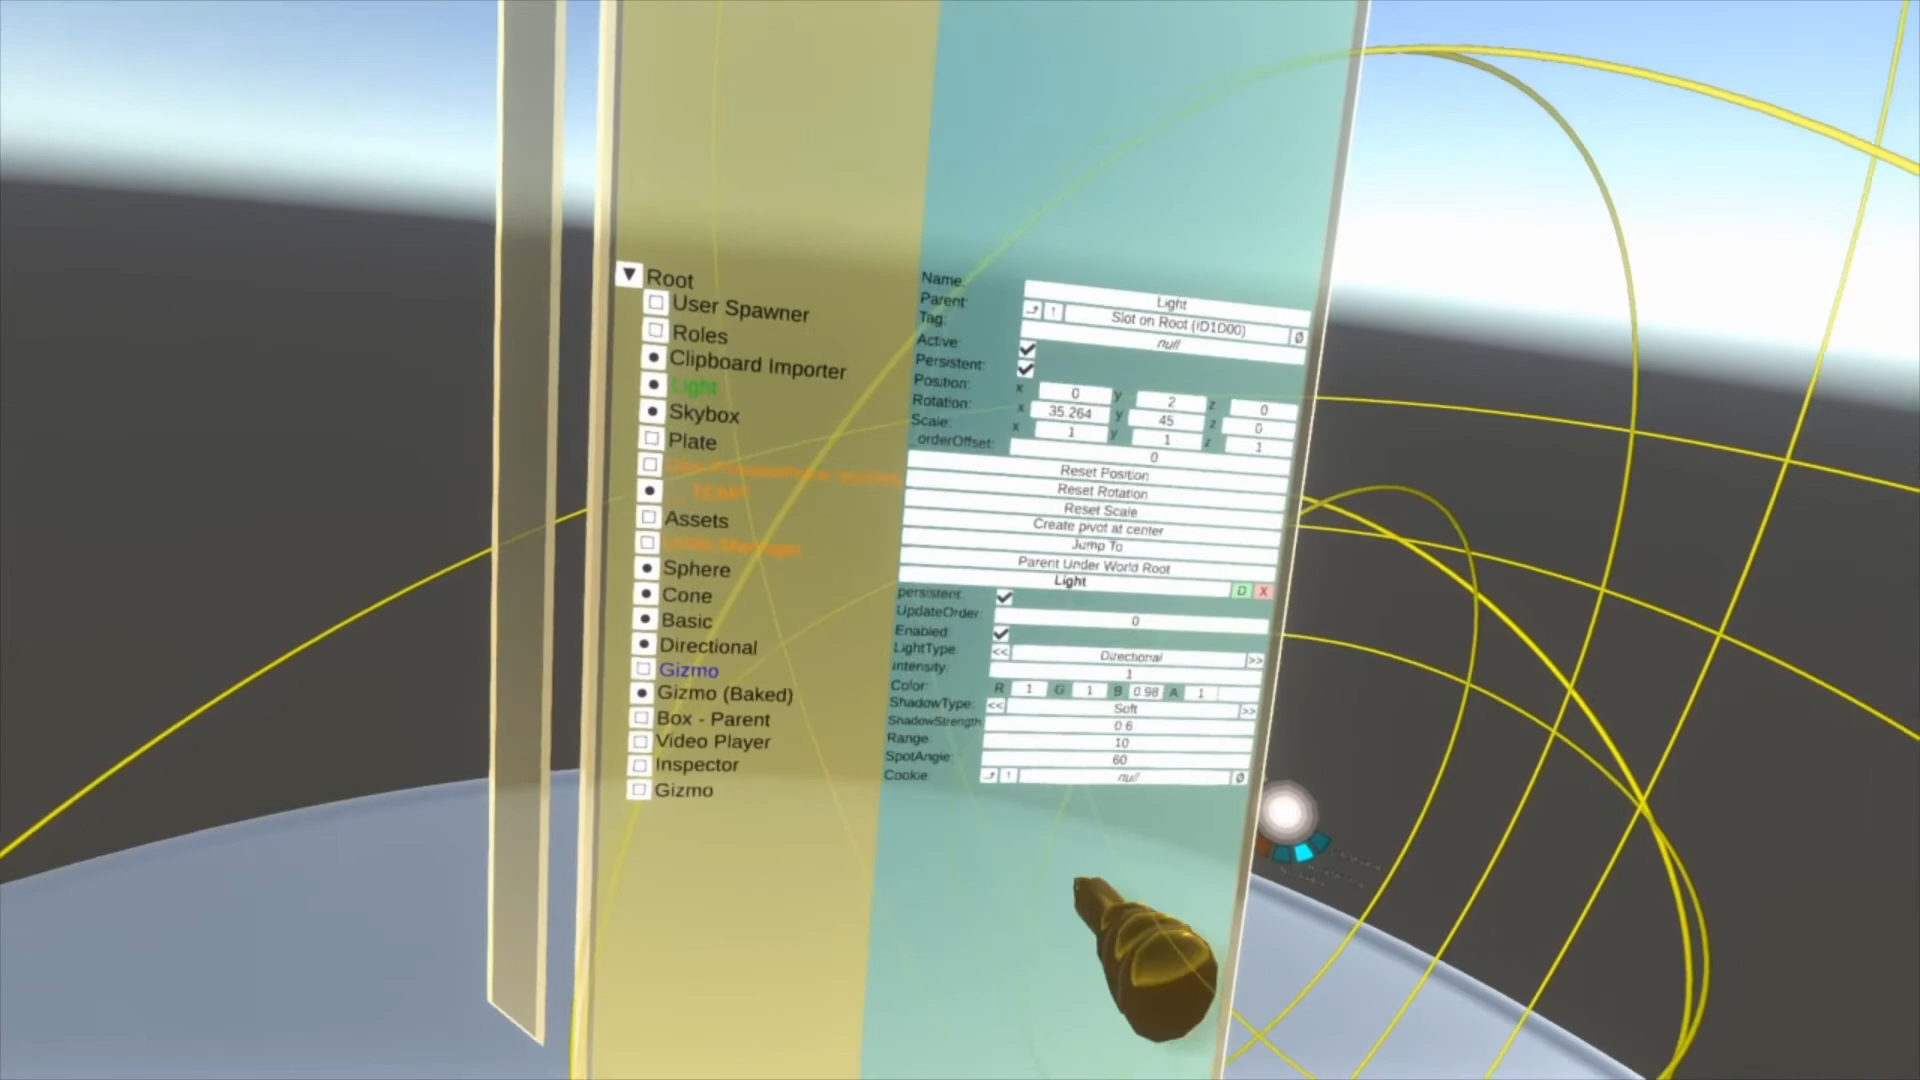 Root
User Spawner
Roles
Clipboard Importer
Light
Skybox
Plate
Assets
Sphere
Cone
Basic
Directional
Gizmo
Gizmo (Baked)
Box - Parent
Video Player
Inspector
Gizmo
Name: Light
Parent: ↑ Slot on Root (ID1D00) Ø
Tag: null
Active:
Persistent:
Position: x 0 y 2 z 0
Rotation: x 35.264 y 45 z 0
Scale: x 1 y 1 z 1
_orderOffset: 0
Reset Position
Reset Rotation
Reset Scale
Create pivot at center
Jump To
Parent Under World Root
Light D X
persistent:
UpdateOrder: 0
Enabled:
LightType: << Directional >>
Intensity: 1
Color: R 1 G 1 B 0.98 A 1
ShadowType: << Soft >>
ShadowStrength 0.6
Range: 10
SpotAngle: 60
Cookie: ↑ null Ø